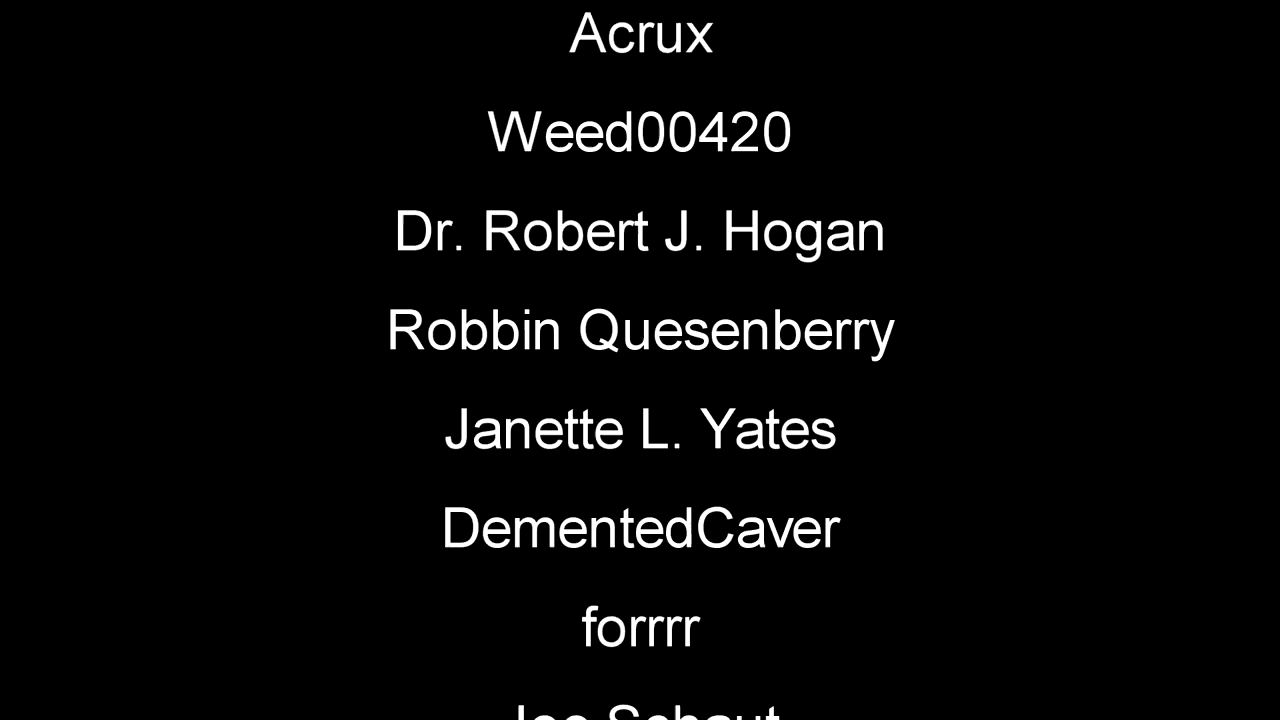 Acrux
Weed00420
Dr. Robert J. Hogan
Robbin Quesenberry
Janette L. Yates
DementedCaver
forrrr